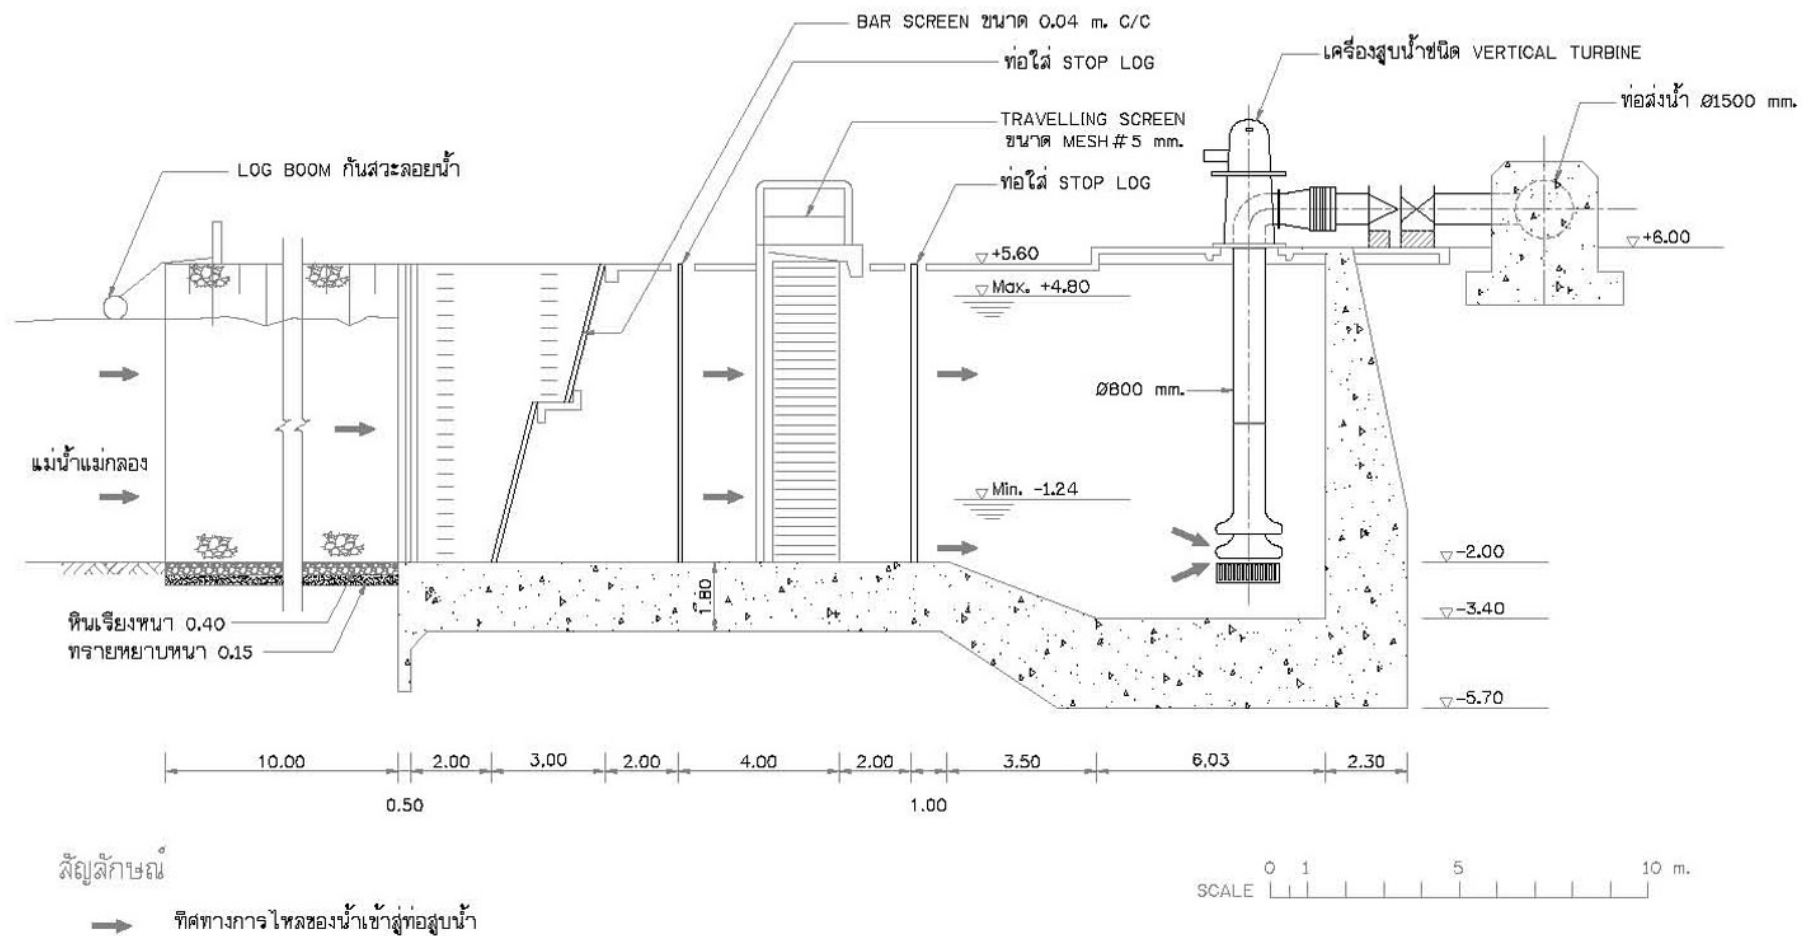 BAR SCREEN ขนาด 0.04 m. C/C
ท่อใส่ STOP LOG
เครื่องสูบน้ำชนิด VERTICAL TURBINE
ท่อส่งน้ำ Ø1500 mm.
TRAVELLING SCREEN
ขนาด MESH # 5 mm.
LOG BOOM กันสวะลอยน้ำ
ท่อใส่ STOP LOG
+6.00
+5.60
Max. +4.80
Ø800 mm.
แม่น้ำแม่กลอง
Min. -1.24
-2.00
1.80
-3.40
หินเรียงหนา 0.40
ทรายหยาบหนา 0.15
-5.70
10.00 2.00 3.00 2.00 4.00 2.00 3.50 6.03 2.30
0.50 1.00
สัญลักษณ์
0 1 5 10 m.
SCALE
ทิศทางการไหลของน้ำเข้าสู่ท่อสูบน้ำ